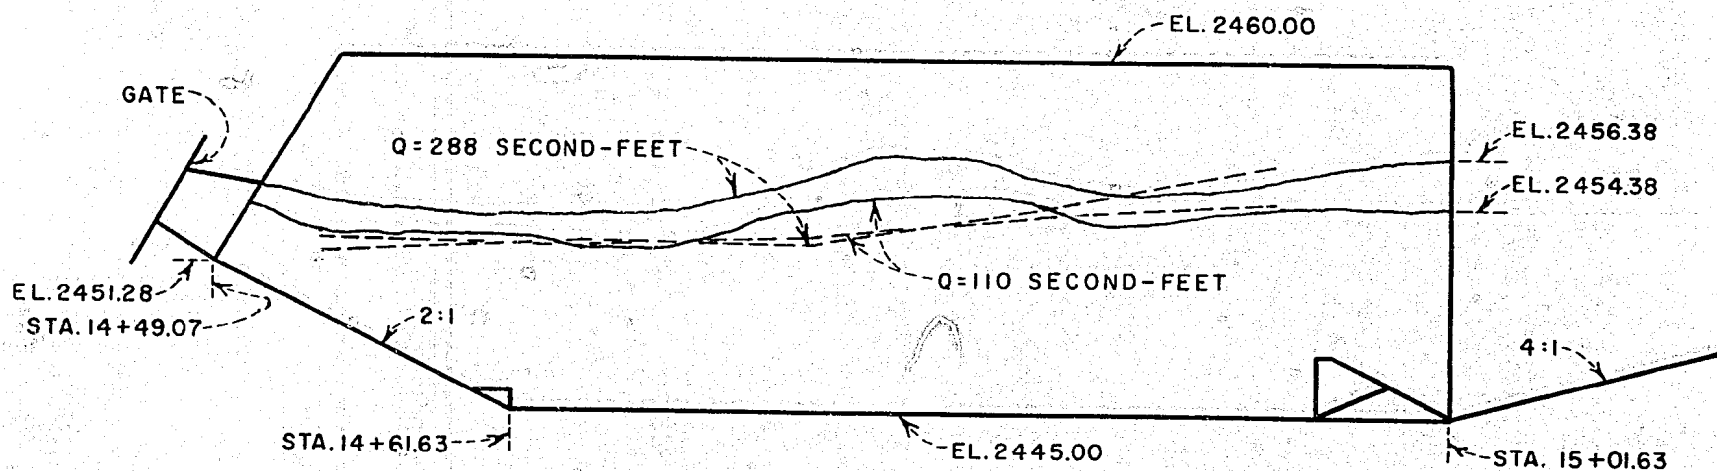 EL. 2460.00
GATE
Q=288 SECOND-FEET
EL. 2456.38
EL. 2454.38
Q=110 SECOND-FEET
EL. 2451.28
STA. 14+49.07
2:1
4:1
STA. 14+61.63
EL. 2445.00
STA. 15+01.63